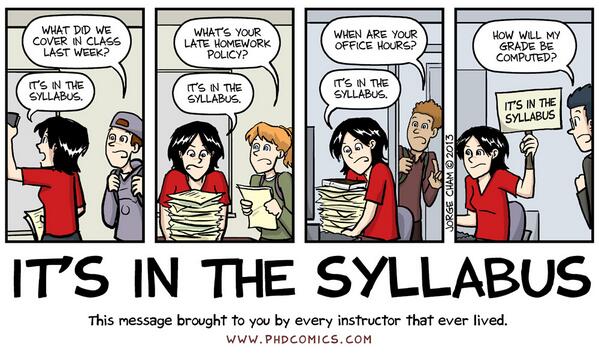 WHAT DID WE
COVER IN CLASS
LAST WEEK?
IT'S IN THE
SYLLABUS.
WHAT'S YOUR
LATE HOMEWORK
POLICY?
IT'S IN THE
SYLLABUS.
WHEN ARE YOUR
OFFICE HOURS?
IT'S IN THE
SYLLABUS.
HOW WILL MY
GRADE BE
COMPUTED?
IT'S IN THE
SYLLABUS
JORGE CHAM © 2013
IT'S IN THE SYLLABUS
This message brought to you by every instructor that ever lived.
WWW.PHDCOMICS.COM